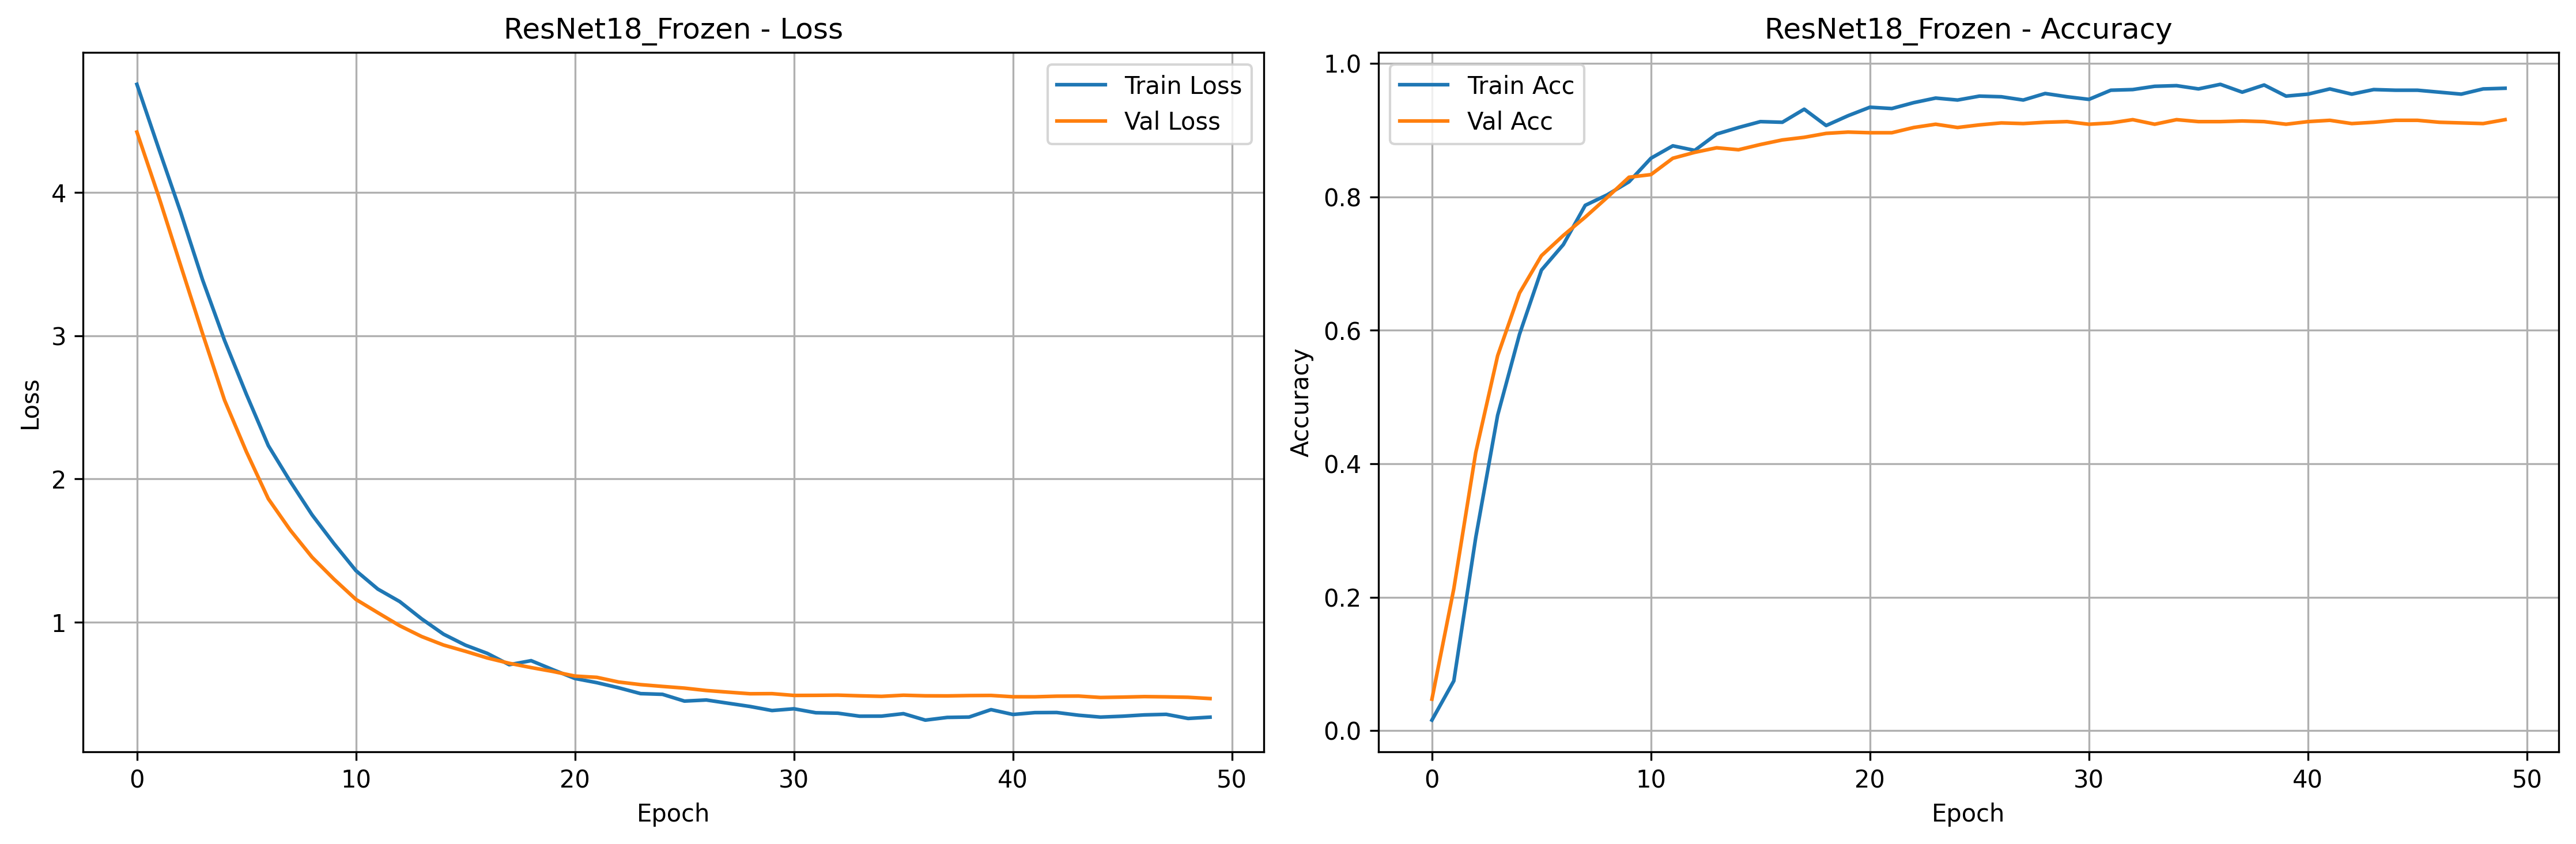 ResNet18_Frozen - Loss
Train Loss
Val Loss
Loss
4
3
2
1
0 10 20 30 40 50
Epoch
ResNet18_Frozen - Accuracy
Train Acc
Val Acc
Accuracy
1.0
0.8
0.6
0.4
0.2
0.0
0 10 20 30 40 50
Epoch